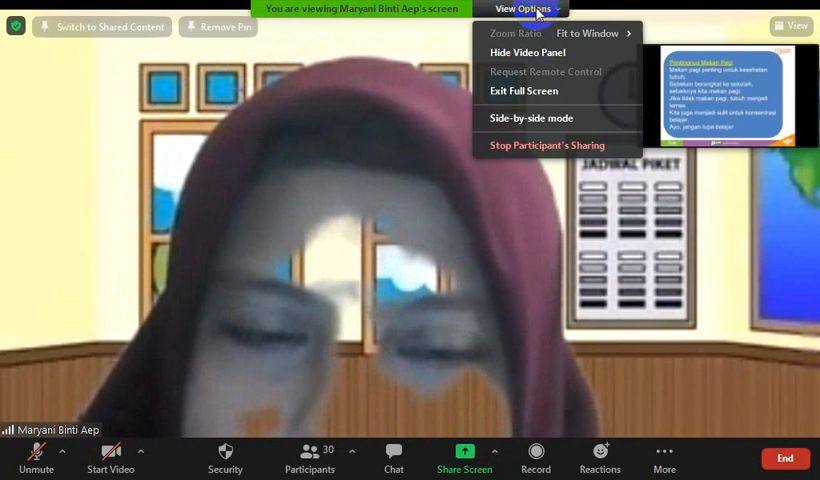 You are viewing Maryani Binti Aep's screen
View Options
Switch to Shared Content
Remove Pin
View
Zoom Ratio Fit to Window
Hide Video Panel
Request Remote Control
Exit Full Screen
Side-by-side mode
Stop Participant's Sharing
Pentingnya Makan Pagi
Makan pagi penting untuk kesehatan
tubuh.
Sebelum berangkat ke sekolah,
sebaiknya kita makan pagi.
Jika tidak makan pagi, tubuh menjadi
lemas.
Kita juga menjadi sulit untuk konsentrasi
belajar.
Ayo, jangan lupa belajar
JADWAL PIKET
Maryani Binti Aep
Unmute
Start Video
Security
Participants
30
Chat
Share Screen
Record
Reactions
More
End